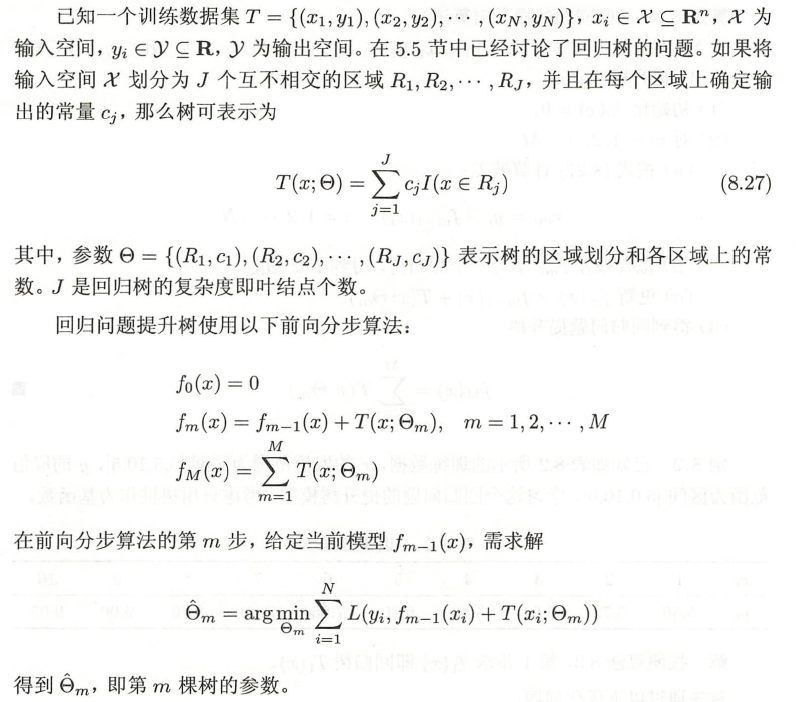 已知一个训练数据集 $T = \{(x_1, y_1), (x_2, y_2), \cdots, (x_N, y_N)\}$，$x_i \in \mathcal{X} \subseteq \mathbf{R}^n$，$\mathcal{X}$ 为
输入空间，$y_i \in \mathcal{Y} \subseteq \mathbf{R}$，$\mathcal{Y}$ 为输出空间。在 5.5 节中已经讨论了回归树的问题。如果将
输入空间 $\mathcal{X}$ 划分为 $J$ 个互不相交的区域 $R_1, R_2, \cdots, R_J$，并且在每个区域上确定输
出的常量 $c_j$，那么树可表示为
$T(x; \Theta) = \sum_{j=1}^{J} c_j I(x \in R_j)$ (8.27)
其中，参数 $\Theta = \{(R_1, c_1), (R_2, c_2), \cdots, (R_J, c_J)\}$ 表示树的区域划分和各区域上的常
数。$J$ 是回归树的复杂度即叶结点个数。
回归问题提升树使用以下前向分步算法：
$f_0(x) = 0$
$f_m(x) = f_{m-1}(x) + T(x; \Theta_m), \quad m = 1, 2, \cdots, M$
$f_M(x) = \sum_{m=1}^{M} T(x; \Theta_m)$
在前向分步算法的第 $m$ 步，给定当前模型 $f_{m-1}(x)$，需求解
$\hat{\Theta}_m = \arg\min_{\Theta_m} \sum_{i=1}^{N} L(y_i, f_{m-1}(x_i) + T(x_i; \Theta_m))$
得到 $\hat{\Theta}_m$，即第 $m$ 棵树的参数。